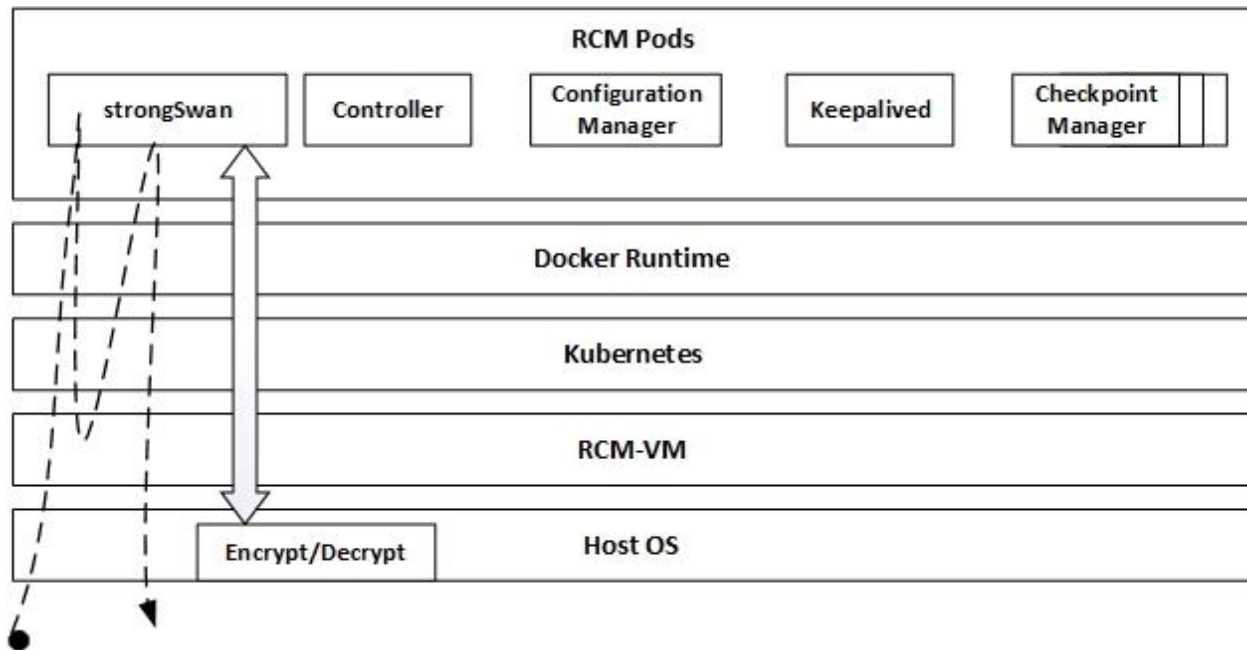 RCM Pods
strongSwan
Controller
Configuration
Manager
Keepalived
Checkpoint
Manager
Docker Runtime
Kubernetes
RCM-VM
Host OS
Encrypt/Decrypt